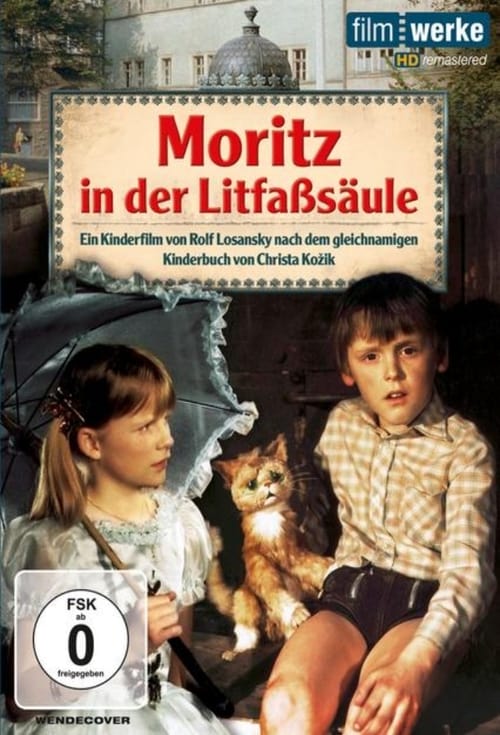 film werke
HD remastered
Moritz
in der Litfaßsäule
Ein Kinderfilm von Rolf Losansky nach dem gleichnamigen
Kinderbuch von Christa Kožik
FSK
ab
0
freigegeben
WENDECOVER